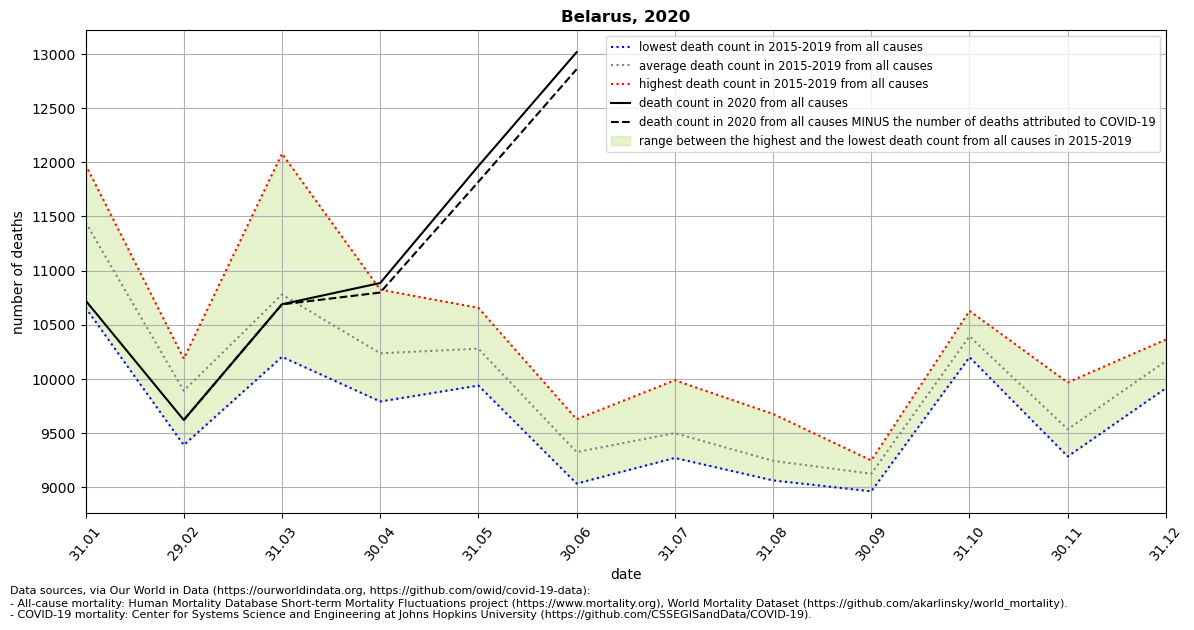 Belarus, 2020
lowest death count in 2015-2019 from all causes
average death count in 2015-2019 from all causes
highest death count in 2015-2019 from all causes
death count in 2020 from all causes
death count in 2020 from all causes MINUS the number of deaths attributed to COVID-19
range between the highest and the lowest death count from all causes in 2015-2019
number of deaths
13000
12500
12000
11500
11000
10500
10000
9500
9000
31.01
29.02
31.03
30.04
31.05
30.06
31.07
31.08
30.09
31.10
30.11
31.12
date
Data sources, via Our World in Data (https://ourworldindata.org, https://github.com/owid/covid-19-data):
- All-cause mortality: Human Mortality Database Short-term Mortality Fluctuations project (https://www.mortality.org), World Mortality Dataset (https://github.com/akarlinsky/world_mortality).
- COVID-19 mortality: Center for Systems Science and Engineering at Johns Hopkins University (https://github.com/CSSEGISandData/COVID-19).